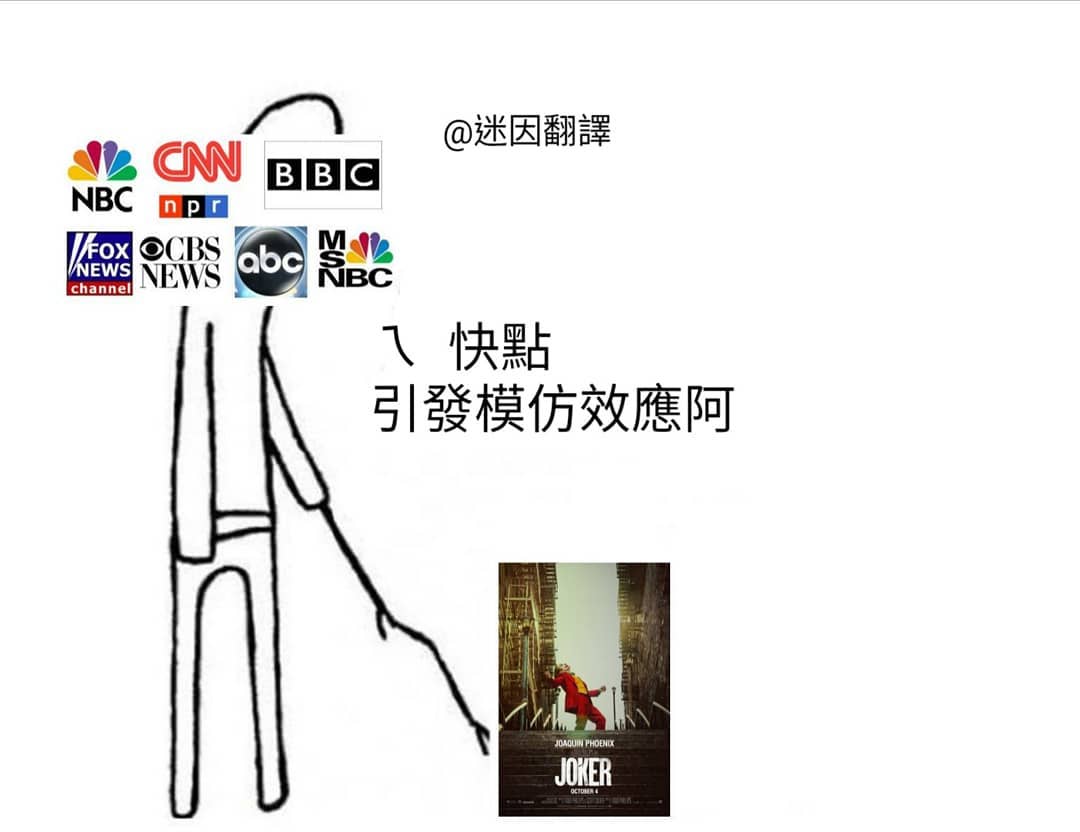 @迷因翻譯
NBC
CNN
npr
BBC
FOX
NEWS
channel
CBS
NEWS
abc
MSNBC
ㄟ 快點
引發模仿效應阿
JOAQUIN PHOENIX
JOKER
OCTOBER 4